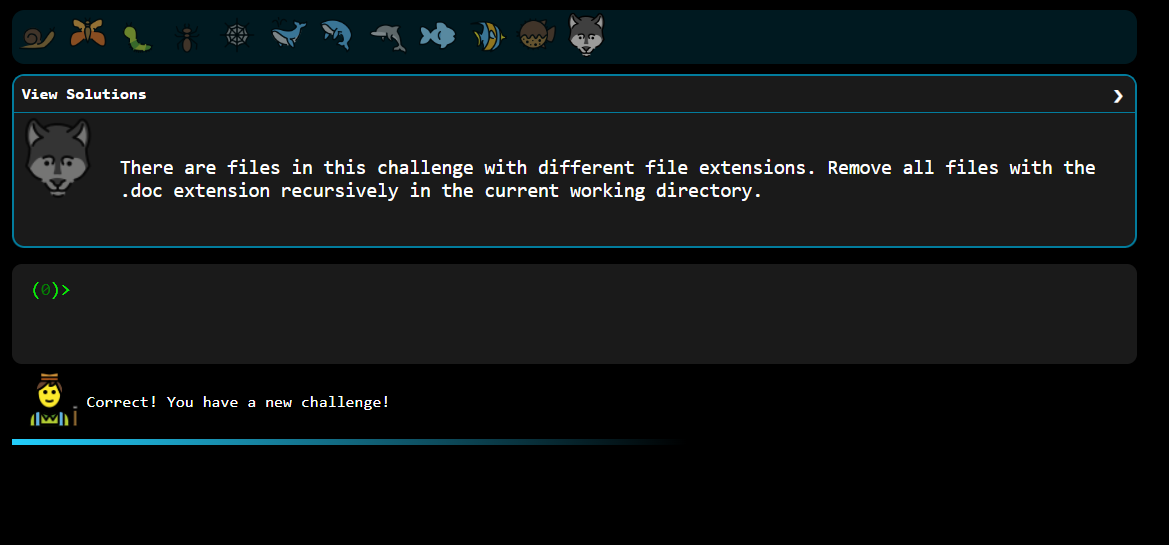 View Solutions
There are files in this challenge with different file extensions. Remove all files with the
.doc extension recursively in the current working directory.
(0)>
Correct! You have a new challenge!